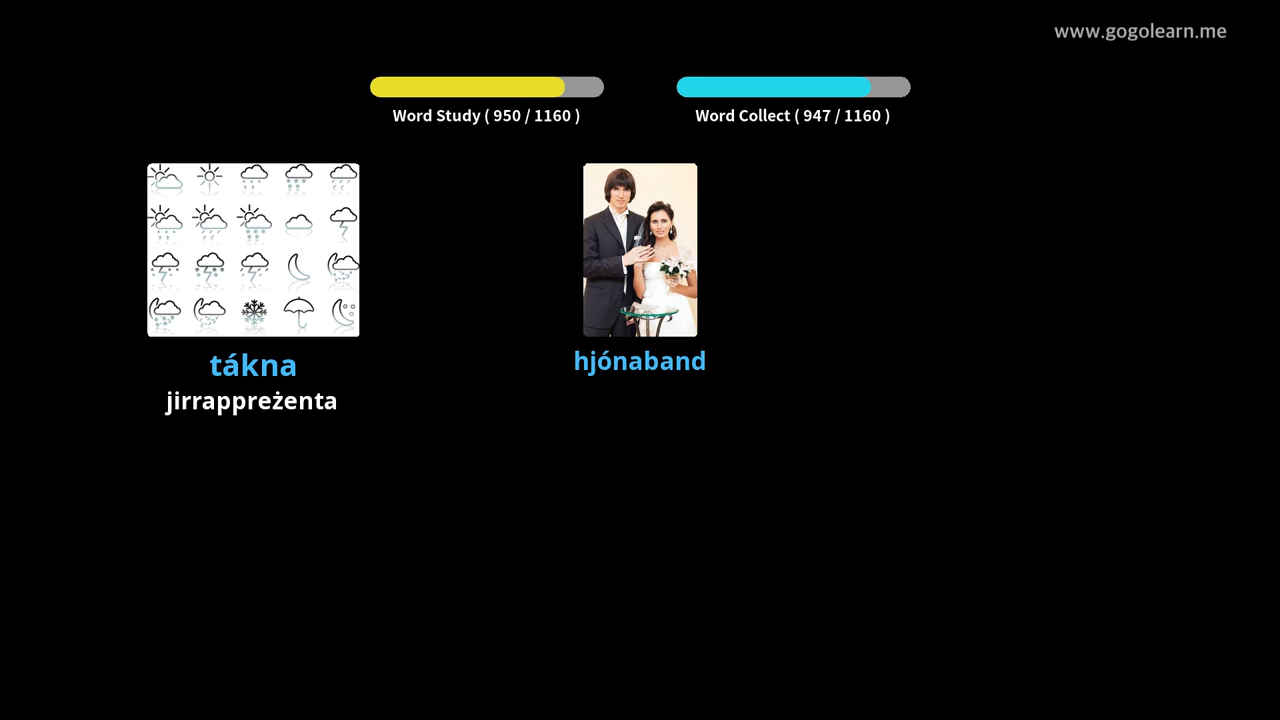 www.gogolearn.me
Word Study ( 950 / 1160 )
Word Collect ( 947 / 1160 )
tákna
jirrappreżenta
hjónaband